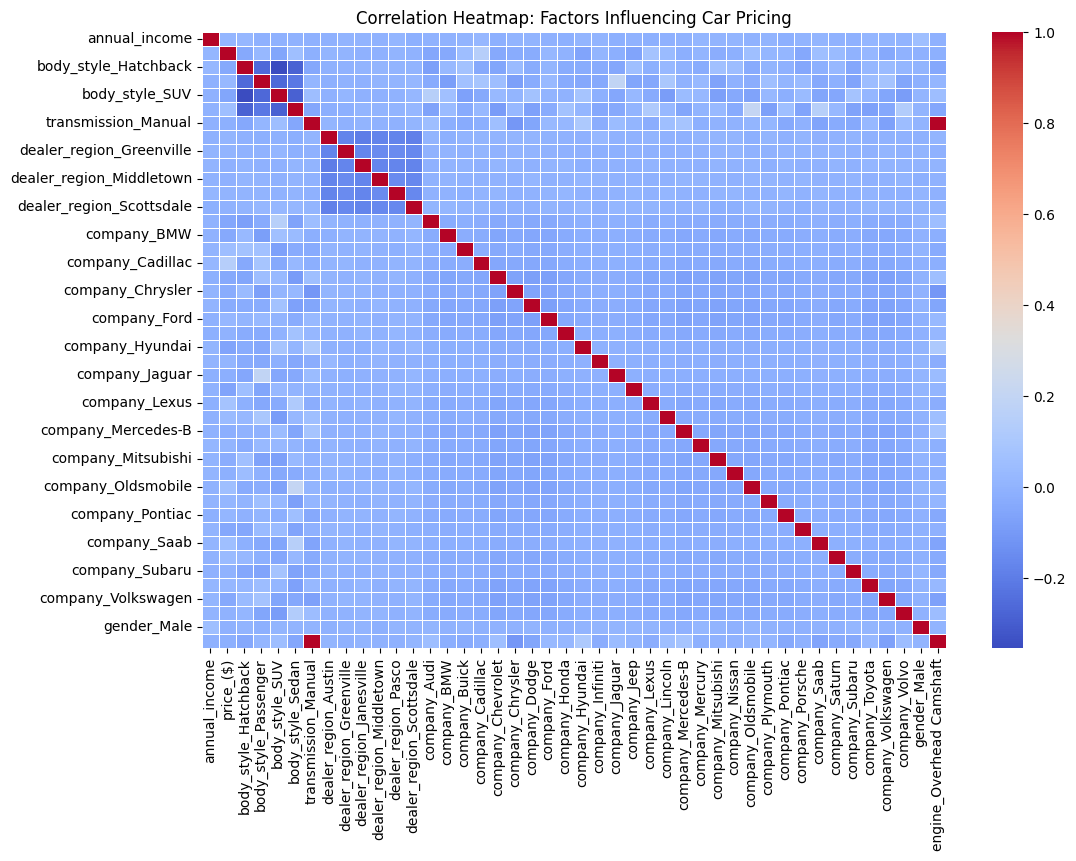 Correlation Heatmap: Factors Influencing Car Pricing
annual_income
body_style_Hatchback
body_style_SUV
transmission_Manual
dealer_region_Greenville
dealer_region_Middletown
dealer_region_Scottsdale
company_BMW
company_Cadillac
company_Chrysler
company_Ford
company_Hyundai
company_Jaguar
company_Lexus
company_Mercedes-B
company_Mitsubishi
company_Oldsmobile
company_Pontiac
company_Saab
company_Subaru
company_Volkswagen
gender_Male
annual_income
price_($)
body_style_Hatchback
body_style_Passenger
body_style_SUV
body_style_Sedan
transmission_Manual
dealer_region_Austin
dealer_region_Greenville
dealer_region_Janesville
dealer_region_Middletown
dealer_region_Pasco
dealer_region_Scottsdale
company_Audi
company_BMW
company_Buick
company_Cadillac
company_Chevrolet
company_Chrysler
company_Dodge
company_Ford
company_Honda
company_Hyundai
company_Infiniti
company_Jaguar
company_Jeep
company_Lexus
company_Lincoln
company_Mercedes-B
company_Mercury
company_Mitsubishi
company_Nissan
company_Oldsmobile
company_Plymouth
company_Pontiac
company_Porsche
company_Saab
company_Saturn
company_Subaru
company_Toyota
company_Volkswagen
company_Volvo
gender_Male
engine_Overhead Camshaft
1.0
0.8
0.6
0.4
0.2
0.0
−0.2